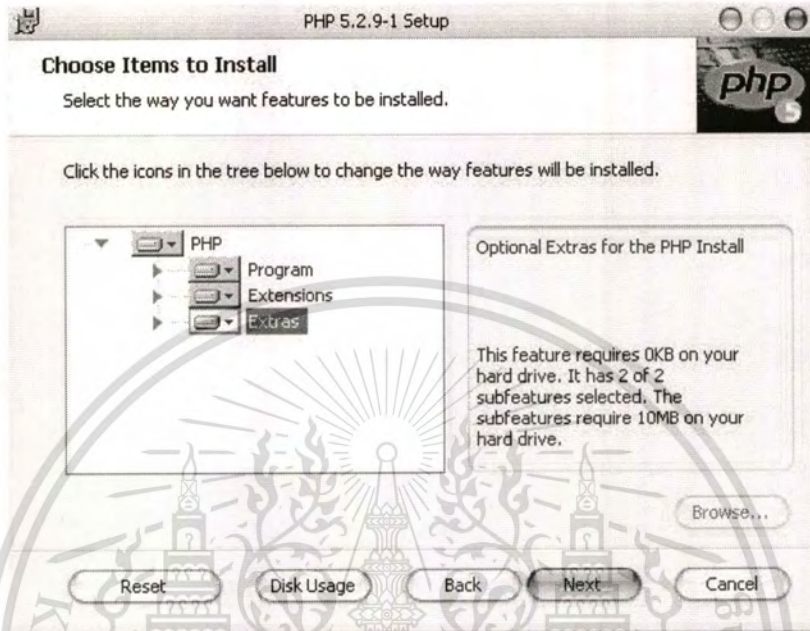 PHP 5.2.9-1 Setup
Choose Items to Install
Select the way you want features to be installed.
php
5
Click the icons in the tree below to change the way features will be installed.
PHP
Program
Extensions
Extras
Optional Extras for the PHP Install
This feature requires 0KB on your
hard drive. It has 2 of 2
subfeatures selected. The
subfeatures require 10MB on your
hard drive.
Browse...
Reset
Disk Usage
Back
Next
Cancel